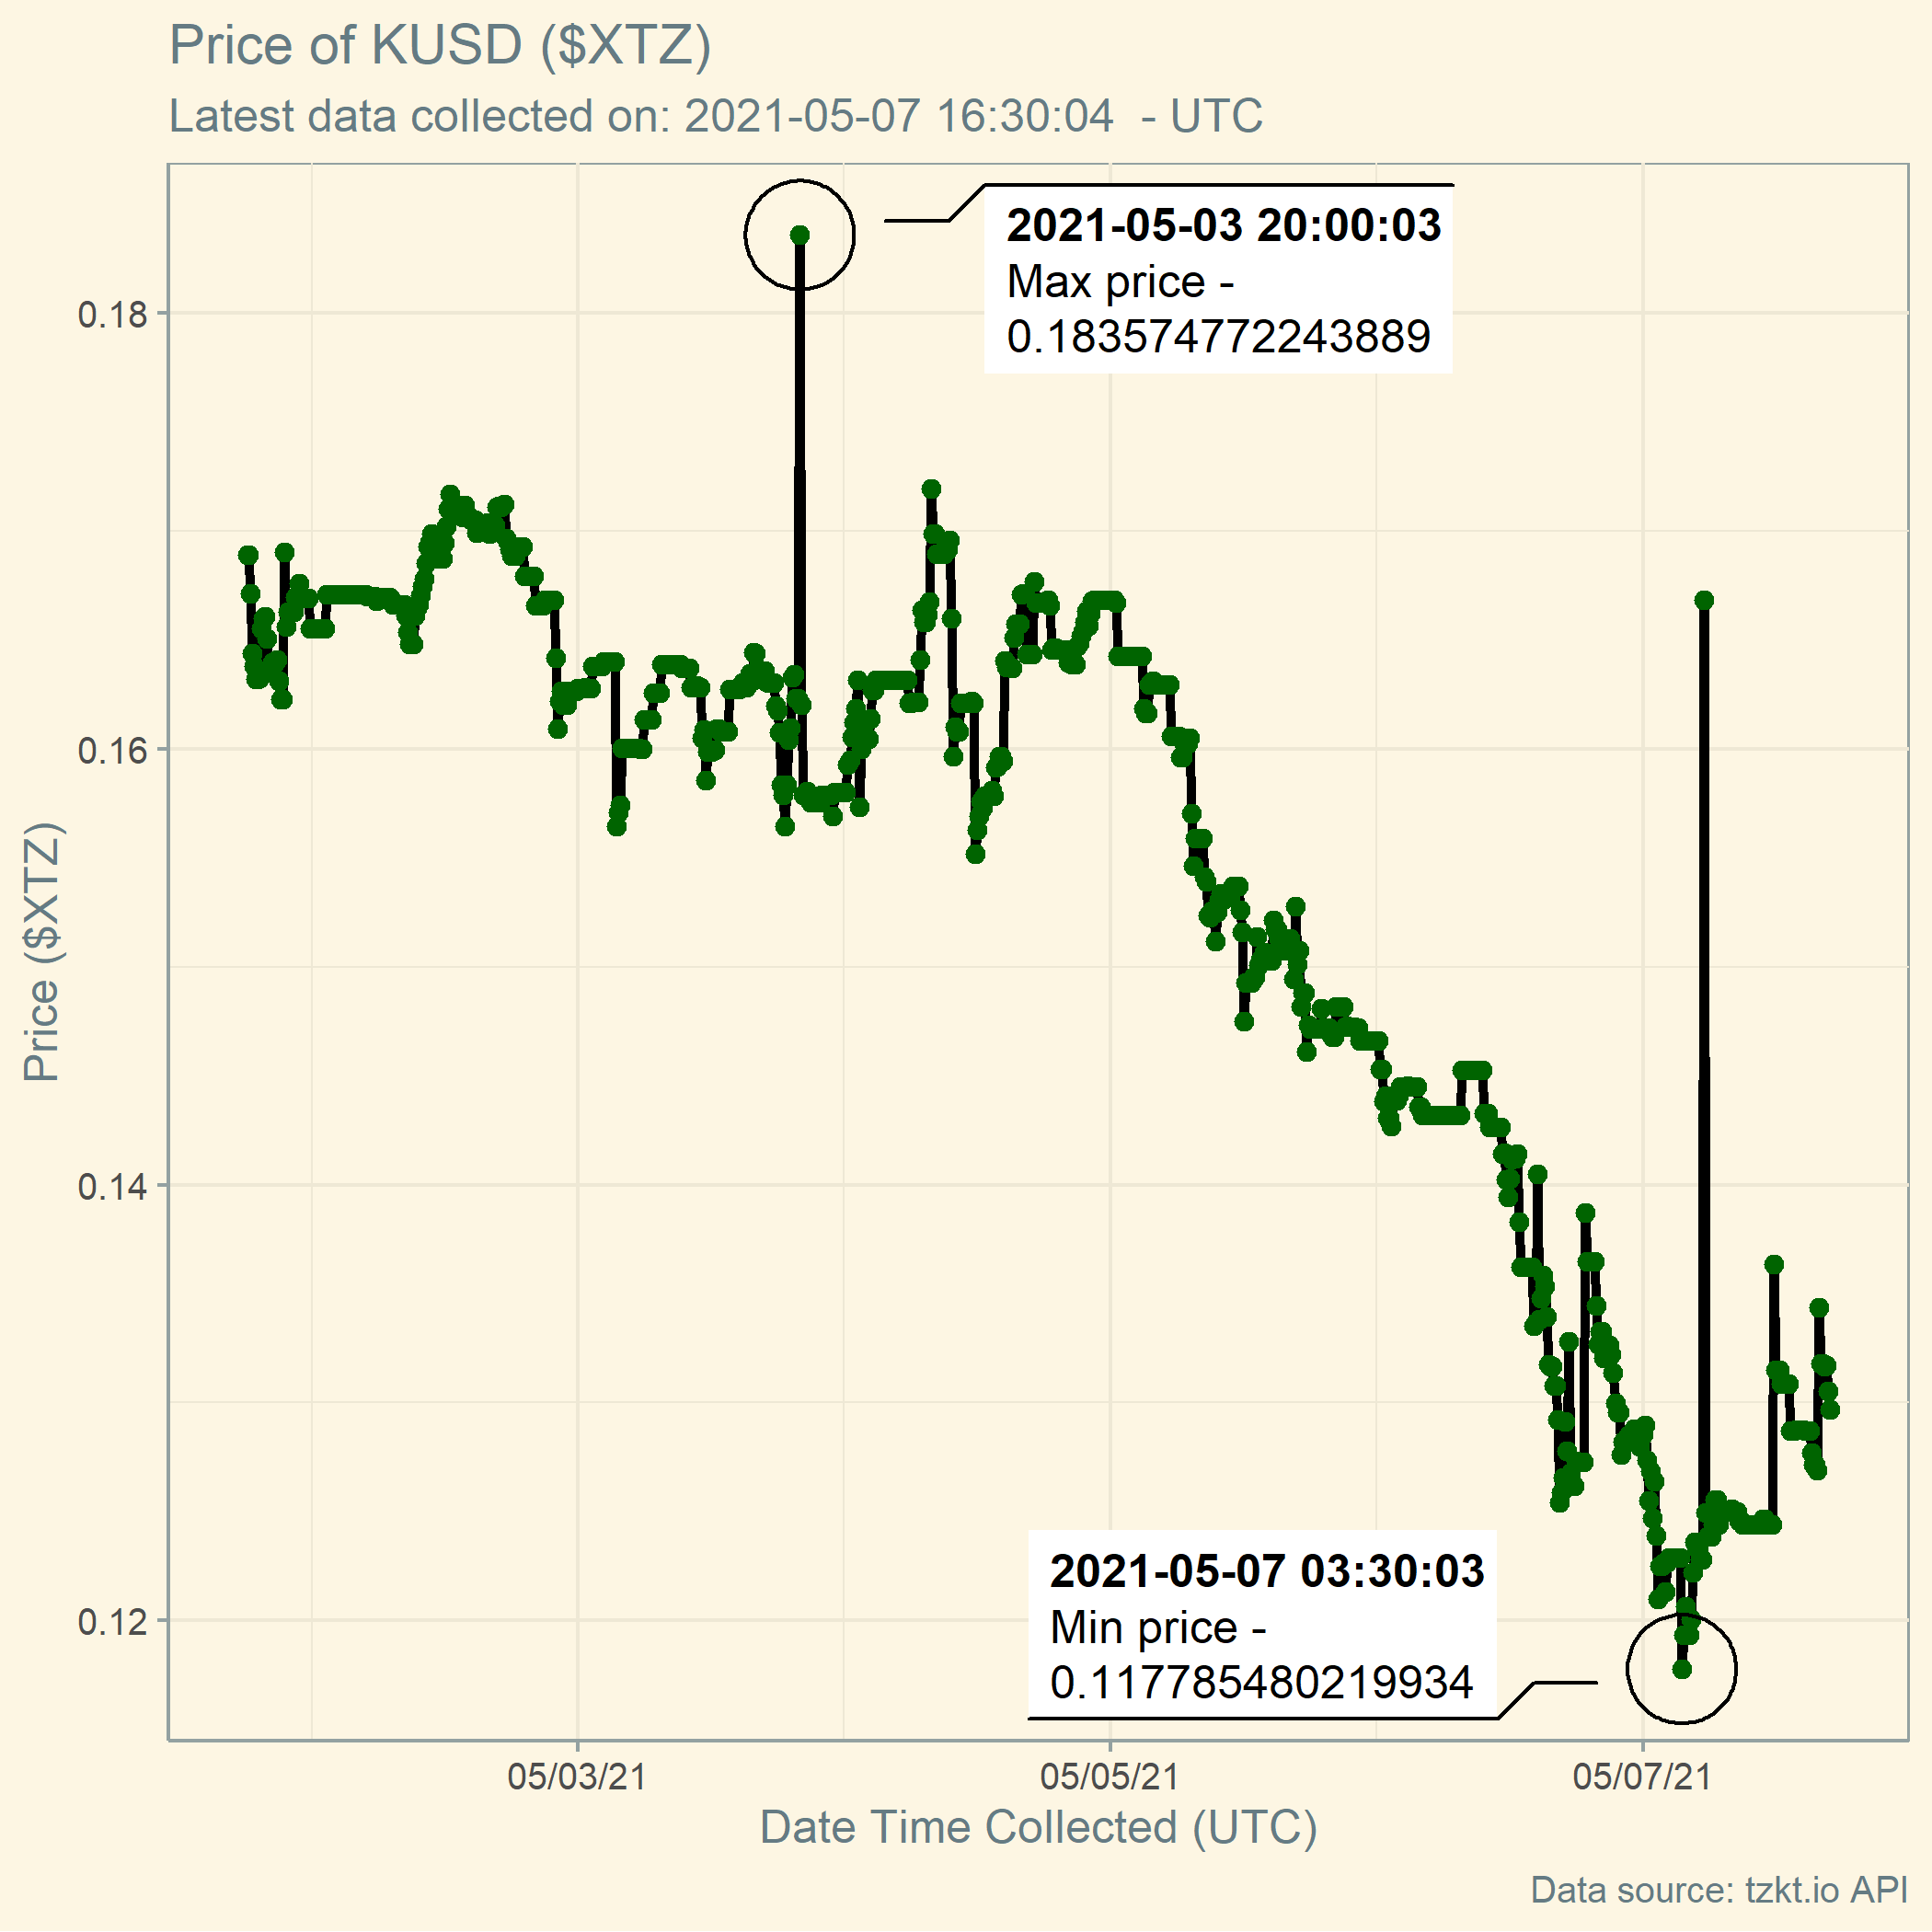 Price of KUSD ($XTZ)
Latest data collected on: 2021-05-07 16:30:04  - UTC
2021-05-03 20:00:03
Max price -
0.183574772243889
0.18
0.16
0.14
0.12
Price ($XTZ)
2021-05-07 03:30:03
Min price -
0.117785480219934
05/03/21
05/05/21
05/07/21
Date Time Collected (UTC)
Data source: tzkt.io API